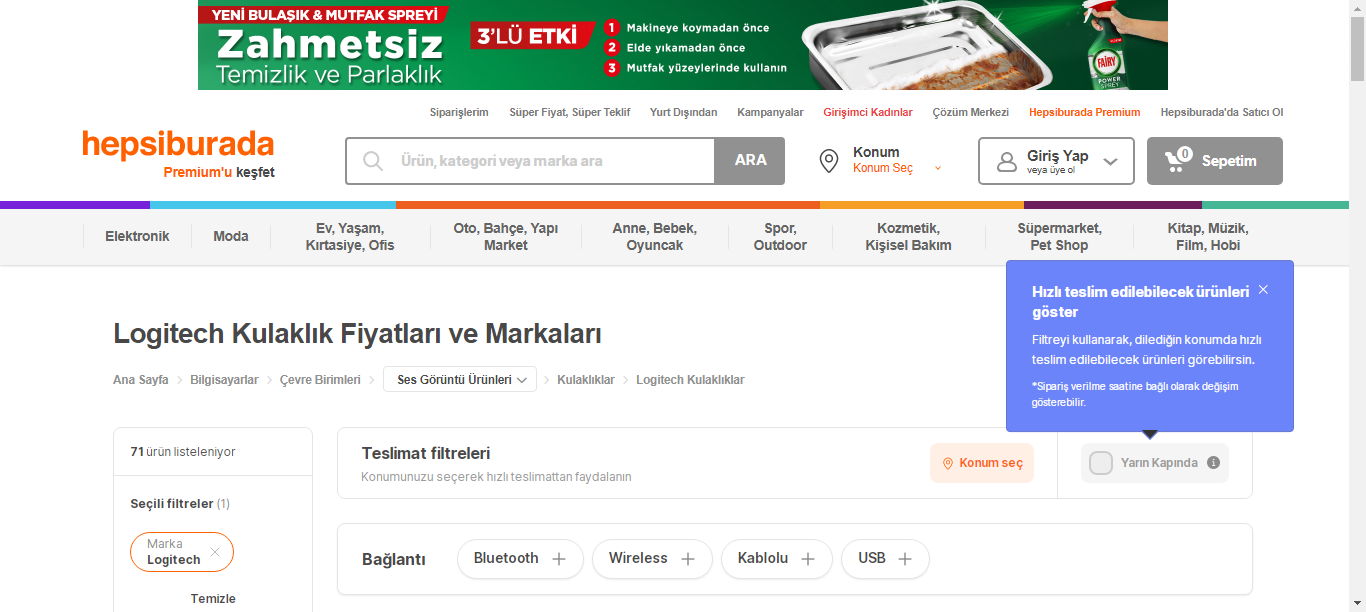 YENİ BULAŞIK & MUTFAK SPREYİ
Zahmetsiz
Temizlik ve Parlaklık
3'LÜ ETKİ
1 Makineye koymadan önce
2 Elde yıkamadan önce
3 Mutfak yüzeylerinde kullanın
FAIRY
POWER
SPREY
Siparişlerim
Süper Fiyat, Süper Teklif
Yurt Dışından
Kampanyalar
Girişimci Kadınlar
Çözüm Merkezi
Hepsiburada Premium
Hepsiburada'da Satıcı Ol
hepsiburada
Premium'u keşfet
Ürün, kategori veya marka ara
ARA
Konum
Konum Seç
Giriş Yap
veya üye ol
0
Sepetim
Elektronik
Moda
Ev, Yaşam,
Kırtasiye, Ofis
Oto, Bahçe, Yapı
Market
Anne, Bebek,
Oyuncak
Spor,
Outdoor
Kozmetik,
Kişisel Bakım
Süpermarket,
Pet Shop
Kitap, Müzik,
Film, Hobi
Hızlı teslim edilebilecek ürünleri
göster
Filtreyi kullanarak, dilediğin konumda hızlı
teslim edilebilecek ürünleri görebilirsin.
*Sipariş verilme saatine bağlı olarak değişim
gösterebilir.
Logitech Kulaklık Fiyatları ve Markaları
Ana Sayfa
Bilgisayarlar
Çevre Birimleri
Ses Görüntü Ürünleri
Kulaklıklar
Logitech Kulaklıklar
71 ürün listeleniyor
Seçili filtreler (1)
Marka
Logitech
Temizle
Teslimat filtreleri
Konumunuzu seçerek hızlı teslimattan faydalanın
Konum seç
Yarın Kapında
Bağlantı
Bluetooth
Wireless
Kablolu
USB